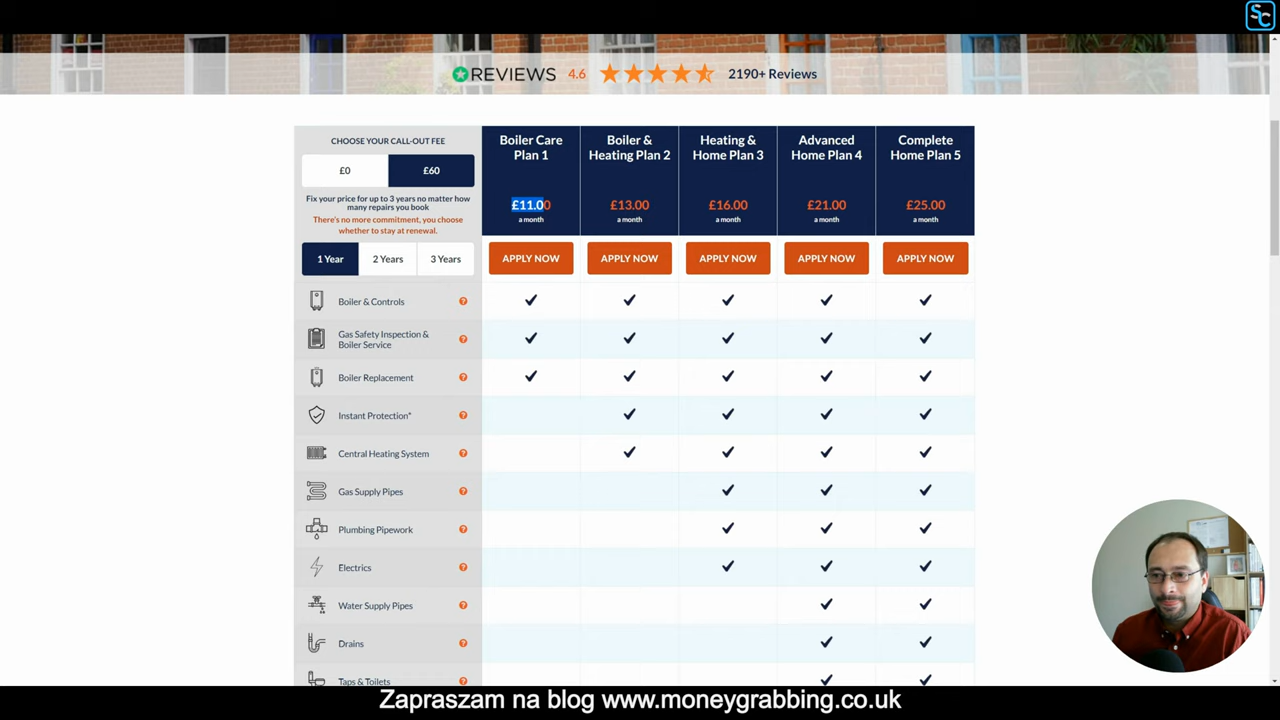 SC
REVIEWS 4.6 2190+ Reviews
CHOOSE YOUR CALL-OUT FEE
£0 £60
Fix your price for up to 3 years no matter how
many repairs you book
There's no more commitment, you choose
whether to stay at renewal.
1 Year 2 Years 3 Years
Boiler Care
Plan 1
£11.00
a month
APPLY NOW
Boiler &
Heating Plan 2
£13.00
a month
APPLY NOW
Heating &
Home Plan 3
£16.00
a month
APPLY NOW
Advanced
Home Plan 4
£21.00
a month
APPLY NOW
Complete
Home Plan 5
£25.00
a month
APPLY NOW
Boiler & Controls ?
Gas Safety Inspection &
Boiler Service ?
Boiler Replacement ?
Instant Protection* ?
Central Heating System ?
Gas Supply Pipes ?
Plumbing Pipework ?
Electrics ?
Water Supply Pipes ?
Drains ?
Taps & Toilets ?
Zapraszam na blog www.moneygrabbing.co.uk